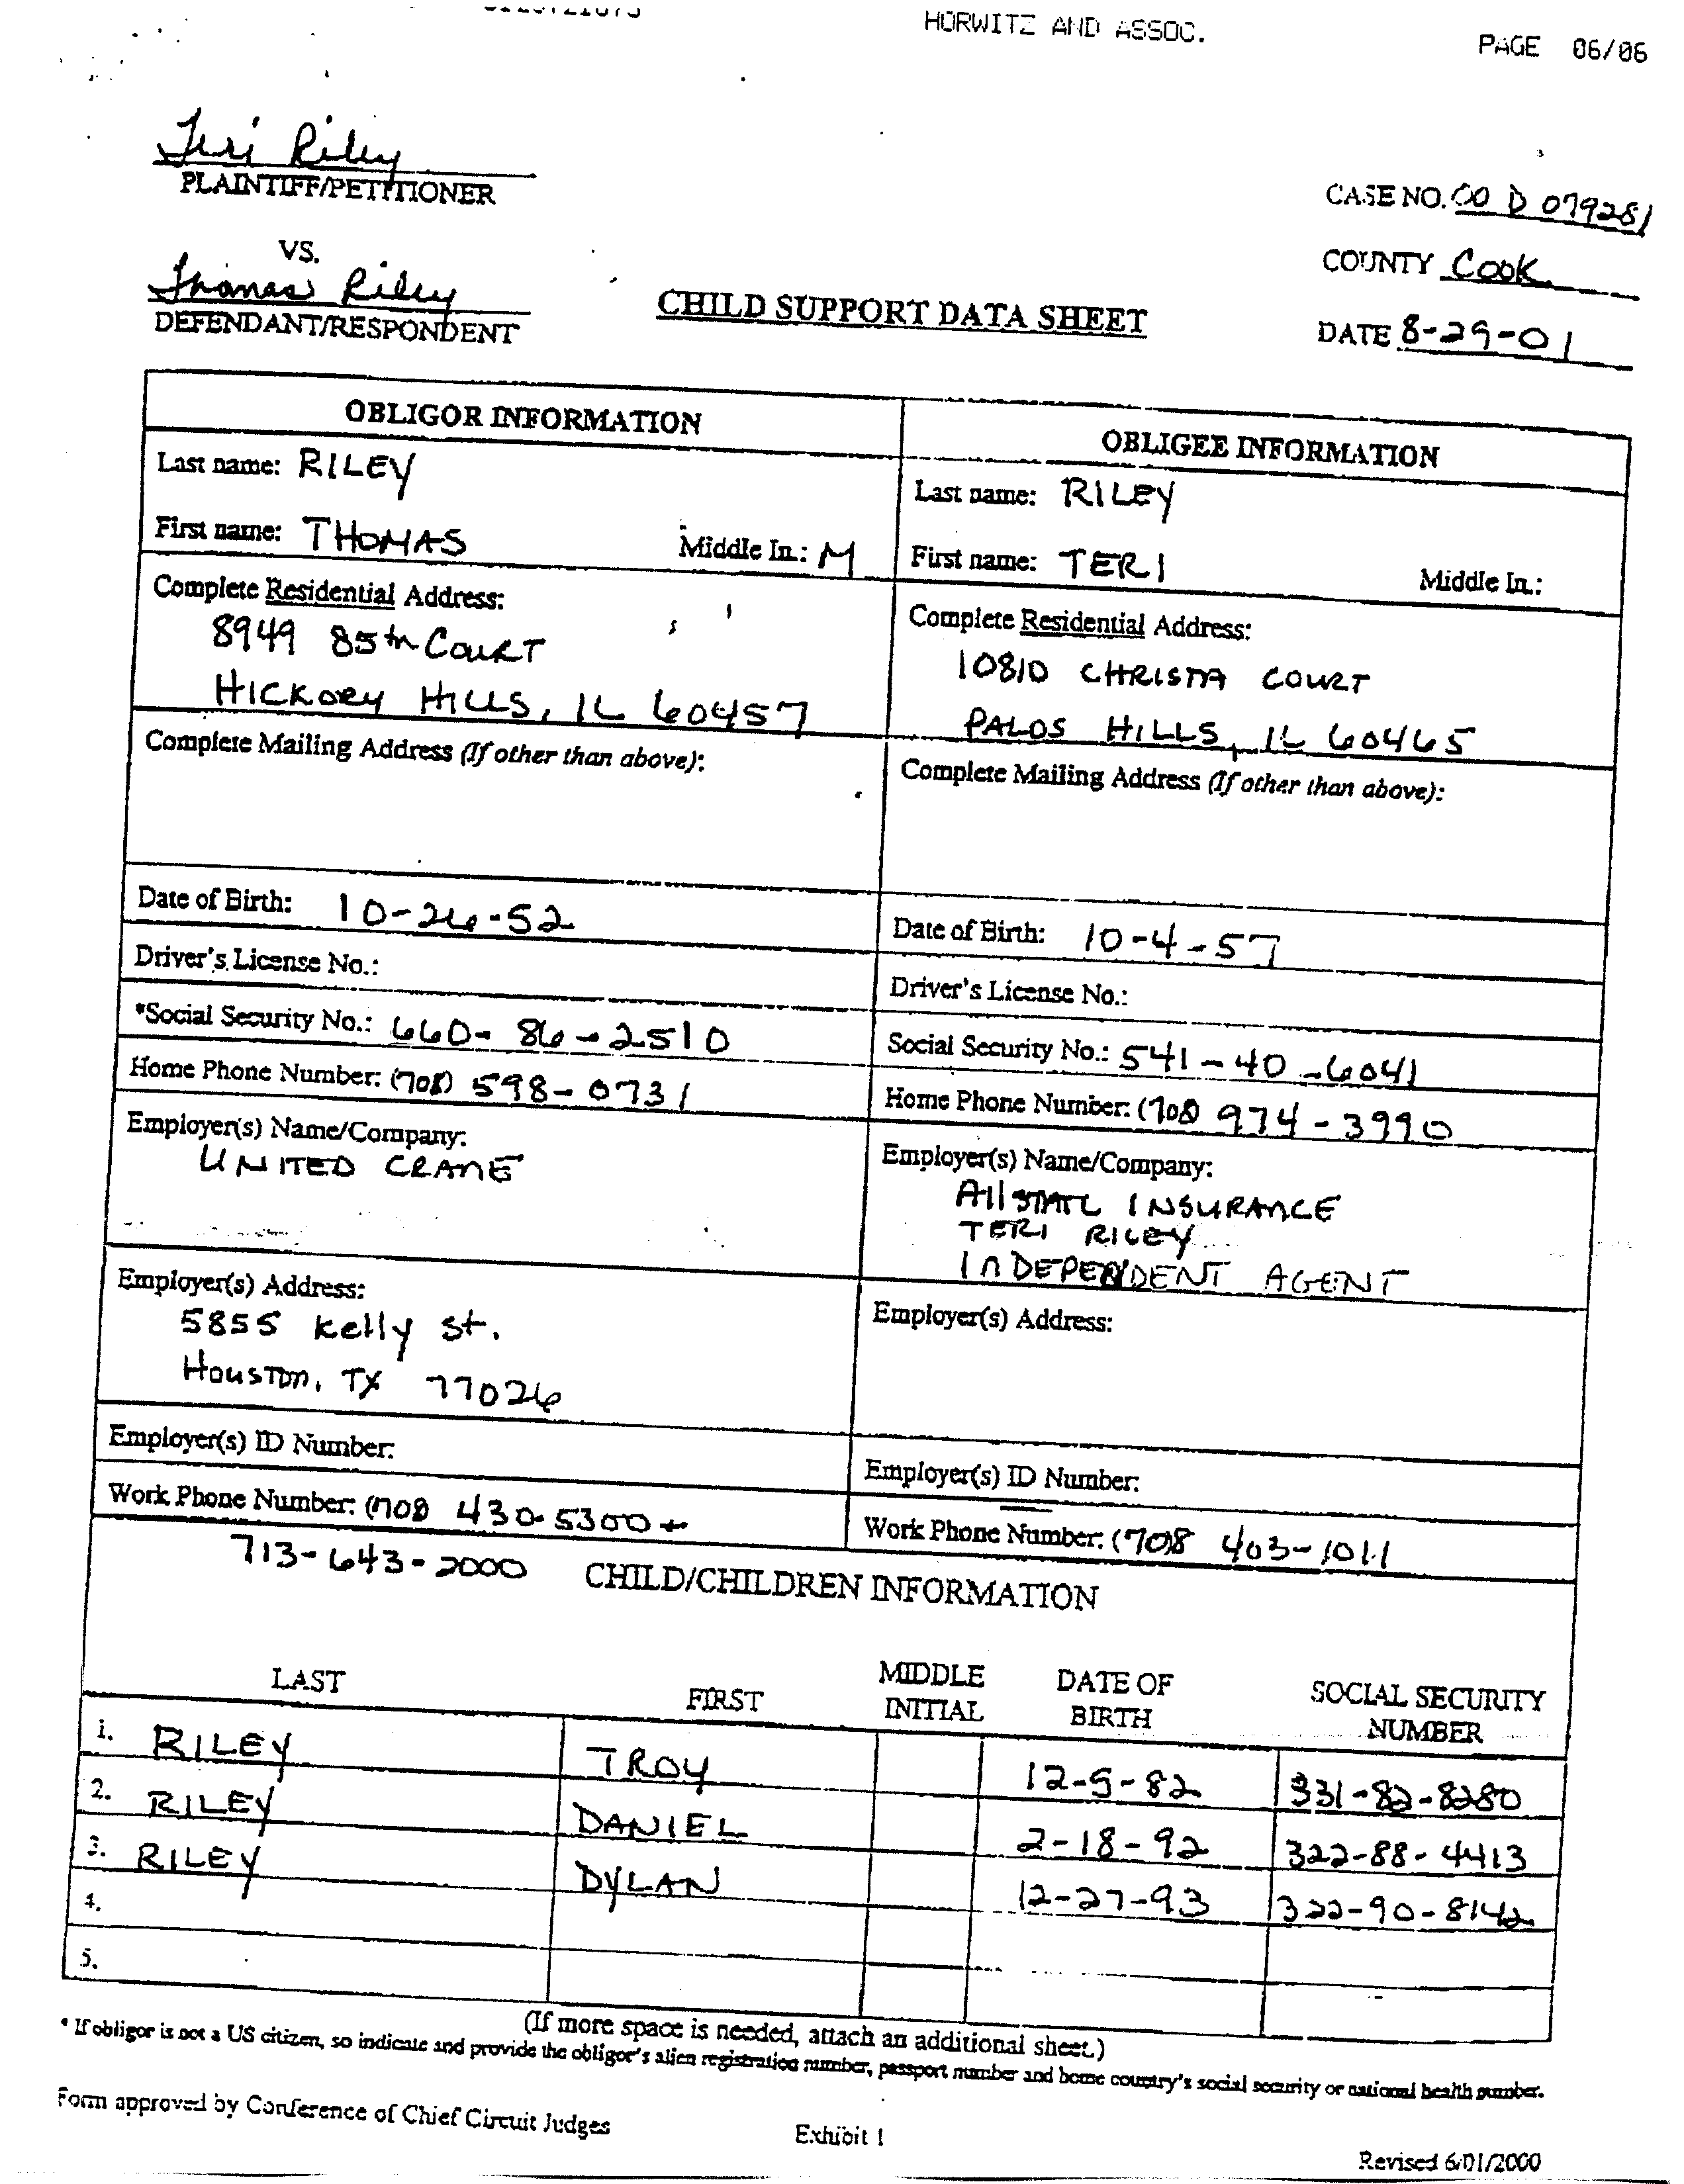 HORWITZ AND ASSOC.
PAGE 06/06
Teri Riley
PLAINTIFF/PETITIONER
CASE NO. 00 D 079281
VS.
COUNTY Cook
Thomas Riley
DEFENDANT/RESPONDENT
CHILD SUPPORT DATA SHEET
DATE 8-29-01
OBLIGOR INFORMATION
Last name: RILEY
First name: THOMAS Middle In.: M
Complete Residential Address:
8949 85th COURT
HICKORY HILLS, IL 60457
Complete Mailing Address (If other than above):
Date of Birth: 10-26-52
Driver's License No.:
*Social Security No.: 660-86-2510
Home Phone Number: (708) 598-0731
Employer(s) Name/Company:
UNITED CRANE
Employer(s) Address:
5855 Kelly St.
HOUSTON, TX 77026
Employer(s) ID Number:
Work Phone Number: (708 430-5300 +
713-643-2000
OBLIGEE INFORMATION
Last name: RILEY
First name: TERI Middle In.:
Complete Residential Address:
10810 CHRISTA COURT
PALOS HILLS, IL 60465
Complete Mailing Address (If other than above):
Date of Birth: 10-4-57
Driver's License No.:
Social Security No.: 541-40-6041
Home Phone Number: (708 974-3990
Employer(s) Name/Company:
AllSTATE INSURANCE
TERI RILEY
INDEPENDENT AGENT
Employer(s) Address:
Employer(s) ID Number:
Work Phone Number: (708 403-1011
CHILD/CHILDREN INFORMATION
LAST FIRST MIDDLE INITIAL DATE OF BIRTH SOCIAL SECURITY NUMBER
1. RILEY TROY 12-5-82 331-82-8280
2. RILEY DANIEL 2-18-92 322-88-4413
3. RILEY DYLAN 12-27-93 322-90-8142
4.
5.
(If more space is needed, attach an additional sheet.)
* If obligor is not a US citizen, so indicate and provide the obligor's alien registration number, passport number and home country's social security or national health number.
Form approved by Conference of Chief Circuit Judges
Exhibit 1
Revised 6/01/2000